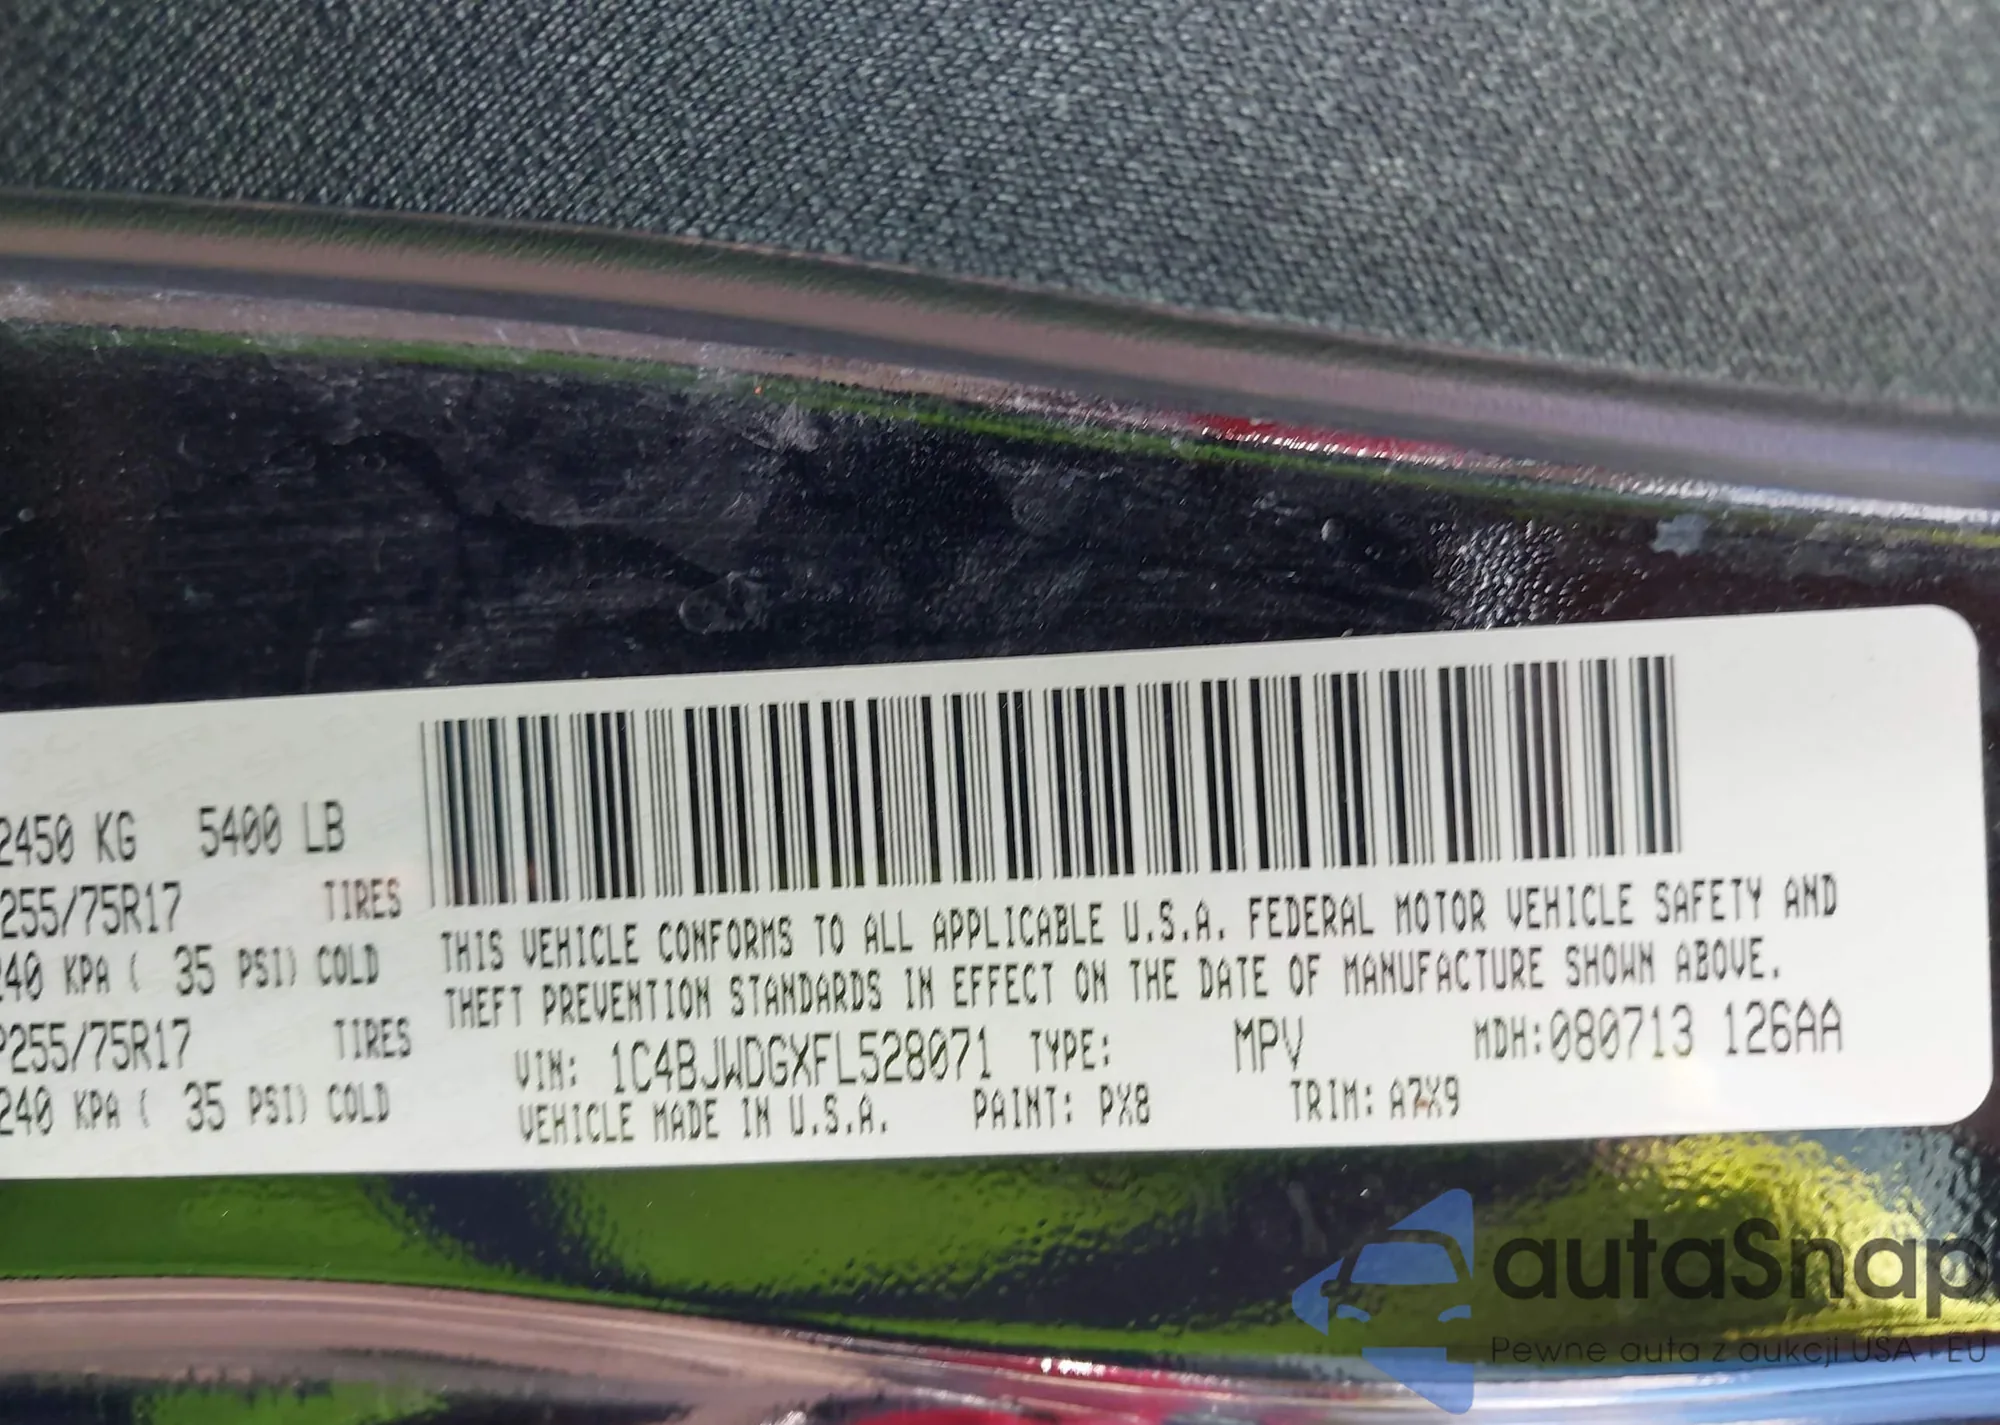 2450 KG 5400 LB
255/75R17 TIRES
240 KPA ( 35 PSI) COLD
P255/75R17 TIRES
240 KPA ( 35 PSI) COLD
THIS VEHICLE CONFORMS TO ALL APPLICABLE U.S.A. FEDERAL MOTOR VEHICLE SAFETY AND
THEFT PREVENTION STANDARDS IN EFFECT ON THE DATE OF MANUFACTURE SHOWN ABOVE.
VIN: 1C4BJWDGXFL528071 TYPE: MPV MDH:080713 126AA
VEHICLE MADE IN U.S.A. PAINT: PX8 TRIM: A7X9
autaSnap
Pewne auta z aukcji USA i EU